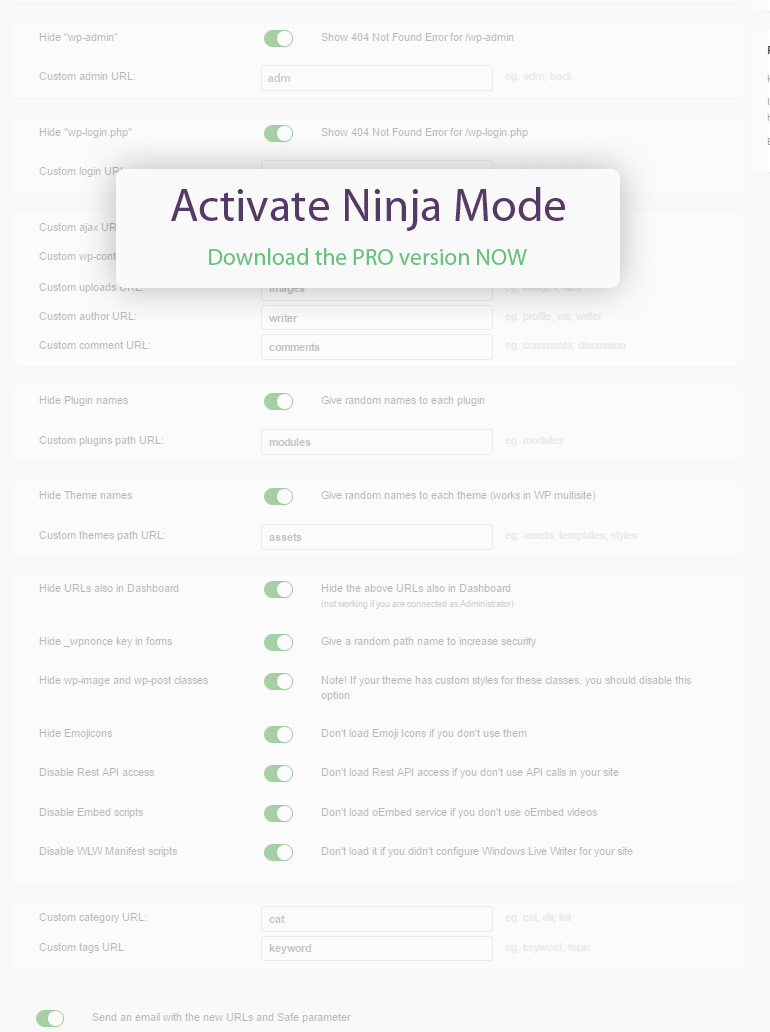 Hide "wp-admin"
Show 404 Not Found Error for /wp-admin
Custom admin URL:
adm
eg. adm, back
Hide "wp-login.php"
Show 404 Not Found Error for /wp-login.php
Custom login URL
Activate Ninja Mode
Download the PRO version NOW
Custom ajax UR
Custom wp-cont
Custom uploads URL:
images
eg. images, files
Custom author URL:
writer
eg. profile, usr, writer
Custom comment URL:
comments
eg. comments, discussion
Hide Plugin names
Give random names to each plugin
Custom plugins path URL:
modules
eg. modules
Hide Theme names
Give random names to each theme (works in WP multisite)
Custom themes path URL:
assets
eg. assets, templates, styles
Hide URLs also in Dashboard
Hide the above URLs also in Dashboard
(not working if you are connected as Administrator)
Hide _wpnonce key in forms
Give a random path name to increase security
Hide wp-image and wp-post classes
Note! If your theme has custom styles for these classes, you should disable this
option
Hide Emojicons
Don't load Emoji Icons if you don't use them
Disable Rest API access
Don't load Rest API access if you don't use API calls in your site
Disable Embed scripts
Don't load oEmbed service if you don't use oEmbed videos
Disable WLW Manifest scripts
Don't load it if you didn't configure Windows Live Writer for your site
Custom category URL:
cat
eg. cat, dir, list
Custom tags URL:
keyword
eg. keyword, topic
Send an email with the new URLs and Safe parameter